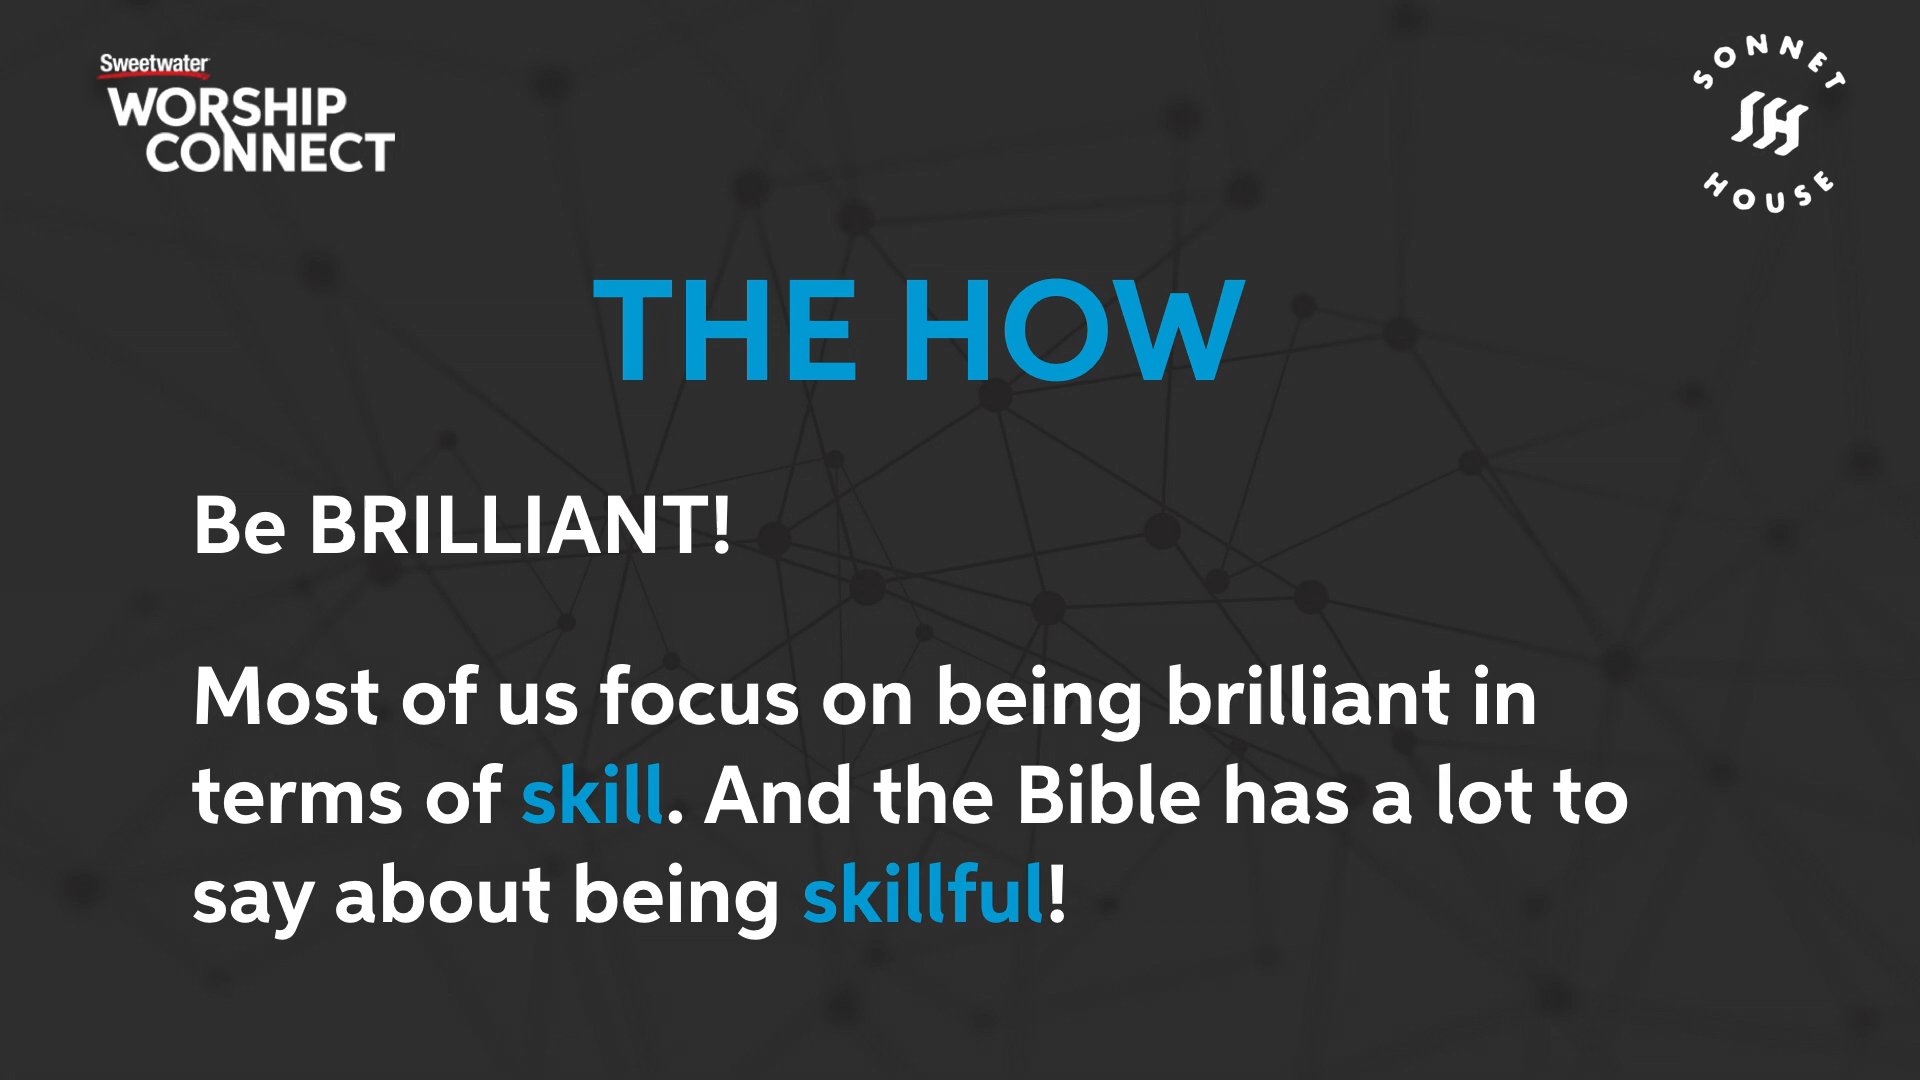 Sweetwater
WORSHIP
CONNECT
SONNET
SH
HOUSE
THE HOW
Be BRILLIANT!
Most of us focus on being brilliant in
terms of skill. And the Bible has a lot to
say about being skillful!